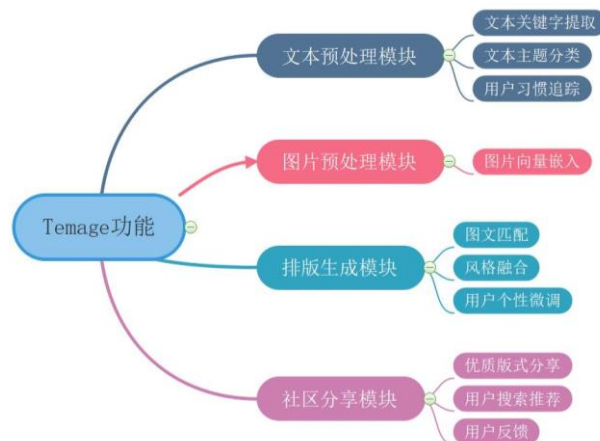 Temage功能
文本预处理模块
文本关键字提取
文本主题分类
用户习惯追踪
图片预处理模块
图片向量嵌入
排版生成模块
图文匹配
风格融合
用户个性微调
社区分享模块
优质版式分享
用户搜索推荐
用户反馈